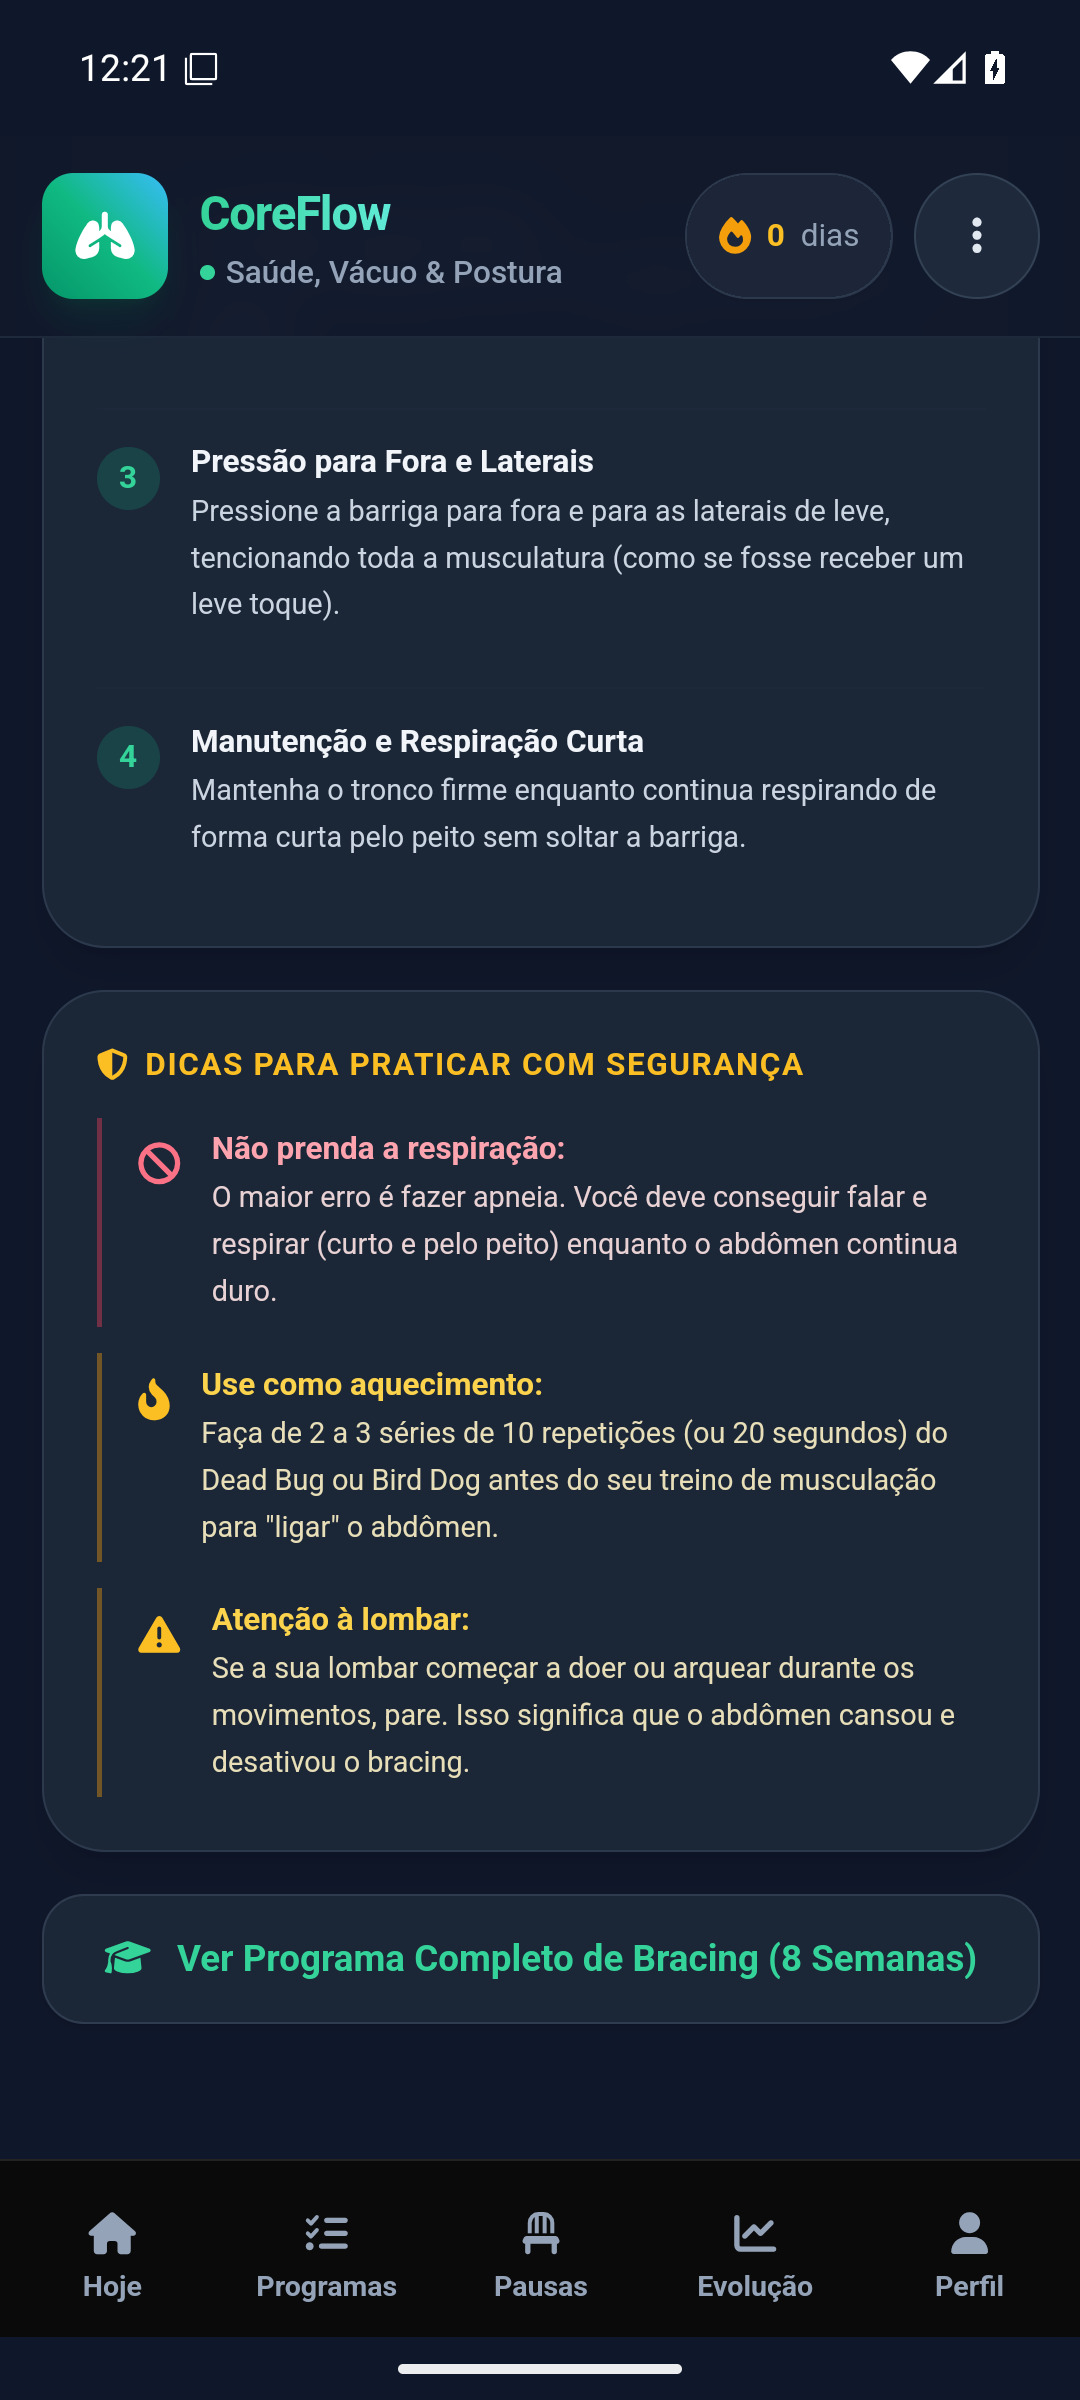 12:21
CoreFlow
Saúde, Vácuo & Postura
0 dias
3
Pressão para Fora e Laterais
Pressione a barriga para fora e para as laterais de leve,
tencionando toda a musculatura (como se fosse receber um
leve toque).
4
Manutenção e Respiração Curta
Mantenha o tronco firme enquanto continua respirando de
forma curta pelo peito sem soltar a barriga.
DICAS PARA PRATICAR COM SEGURANÇA
Não prenda a respiração:
O maior erro é fazer apneia. Você deve conseguir falar e
respirar (curto e pelo peito) enquanto o abdômen continua
duro.
Use como aquecimento:
Faça de 2 a 3 séries de 10 repetições (ou 20 segundos) do
Dead Bug ou Bird Dog antes do seu treino de musculação
para "ligar" o abdômen.
Atenção à lombar:
Se a sua lombar começar a doer ou arquear durante os
movimentos, pare. Isso significa que o abdômen cansou e
desativou o bracing.
Ver Programa Completo de Bracing (8 Semanas)
Hoje
Programas
Pausas
Evolução
Perfil